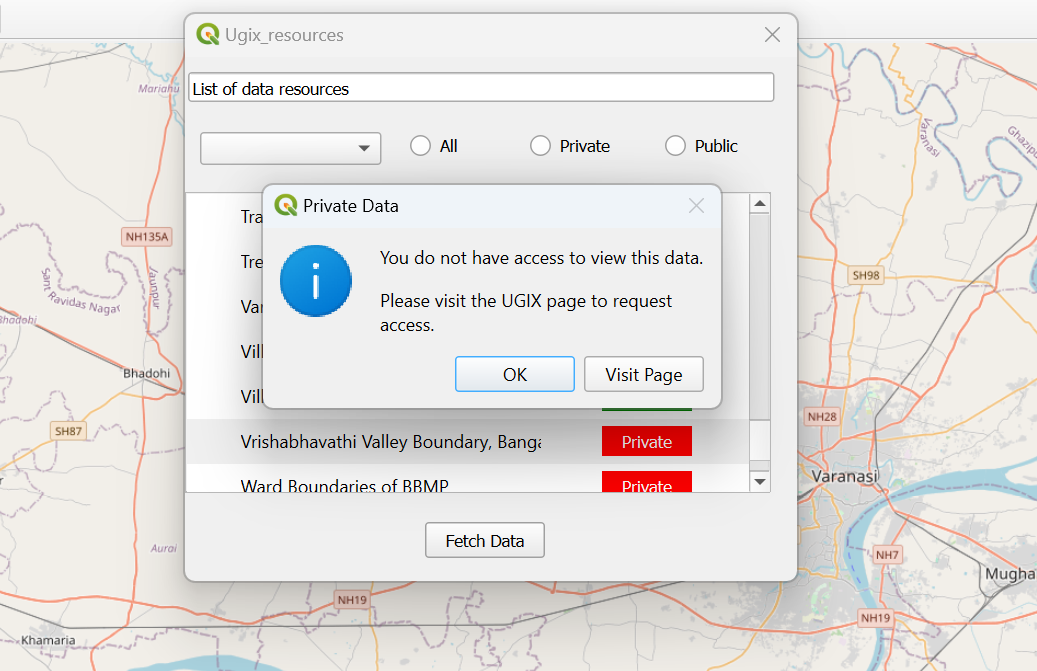 Ugix_resources
List of data resources
All
Private
Public
Tra
Tre
Var
Vill
Vill
Private Data
You do not have access to view this data.
Please visit the UGIX page to request
access.
OK
Visit Page
Vrishabhavathi Valley Boundary, Banga
Private
Ward Boundaries of BBMP
Private
Fetch Data
Mariahu
NH135A
Sant Ravidas Nagar
Jaunpur
Bhadohi
SH87
Aurai
Khamaria
NH19
Varanasi
Ghazip
SH98
NH28
Varanasi
NH7
Mugha
NH19